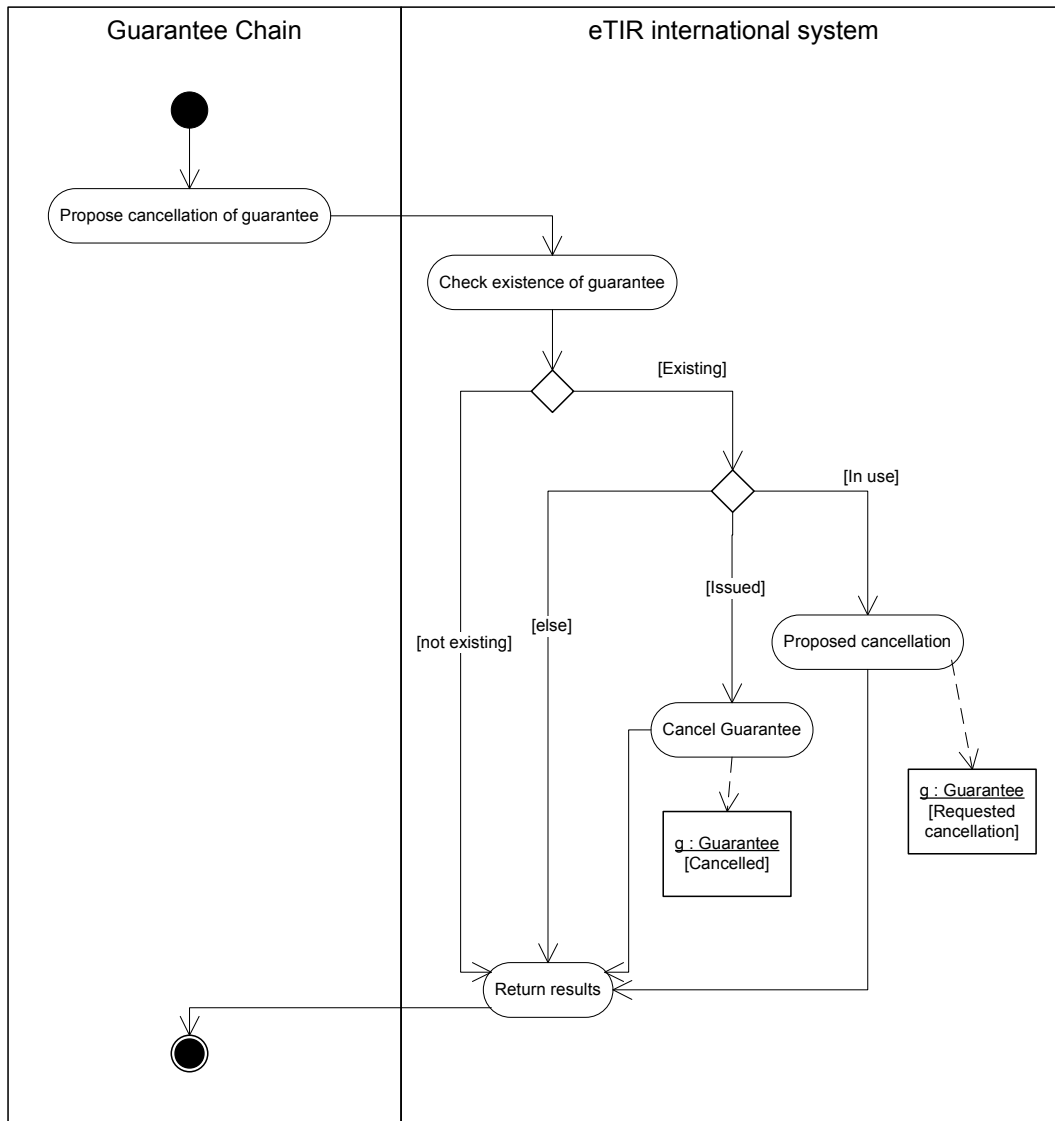 Guarantee Chain
eTIR international system
Propose cancellation of guarantee
Check existence of guarantee
[Existing]
[In use]
[Issued]
[else]
[not existing]
Proposed cancellation
Cancel Guarantee
g : Guarantee
[Requested
cancellation]
g : Guarantee
[Cancelled]
Return results